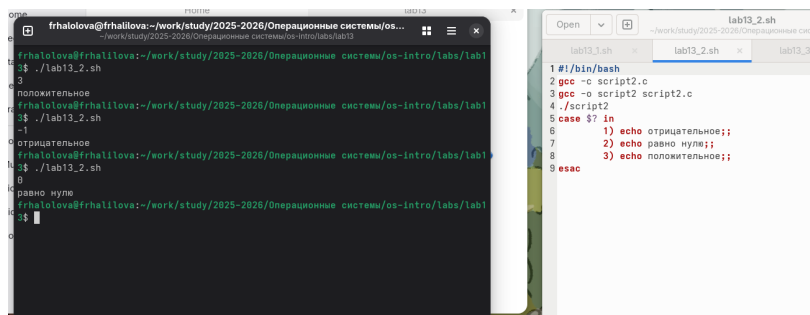 Home
lab13
frhalolova@frhalilova:~/work/study/2025-2026/Операционные системы/os...
~/work/study/2025-2026/Операционные системы/os-intro/labs/lab13
frhalolova@frhalilova:~/work/study/2025-2026/Операционные системы/os-intro/labs/lab1
3$ ./lab13_2.sh
3
положительное
frhalolova@frhalilova:~/work/study/2025-2026/Операционные системы/os-intro/labs/lab1
3$ ./lab13_2.sh
-1
отрицательное
frhalolova@frhalilova:~/work/study/2025-2026/Операционные системы/os-intro/labs/lab1
3$ ./lab13_2.sh
0
равно нулю
frhalolova@frhalilova:~/work/study/2025-2026/Операционные системы/os-intro/labs/lab1
3$
Open
lab13_2.sh
~/work/study/2025-2026/Операционные
lab13_1.sh
lab13_2.sh
lab13_3
1 #!/bin/bash
2 gcc -c script2.c
3 gcc -o script2 script2.c
4 ./script2
5 case $? in
6 1) echo отрицательное;;
7 2) echo равно нулю;;
8 3) echo положительное;;
9 esac